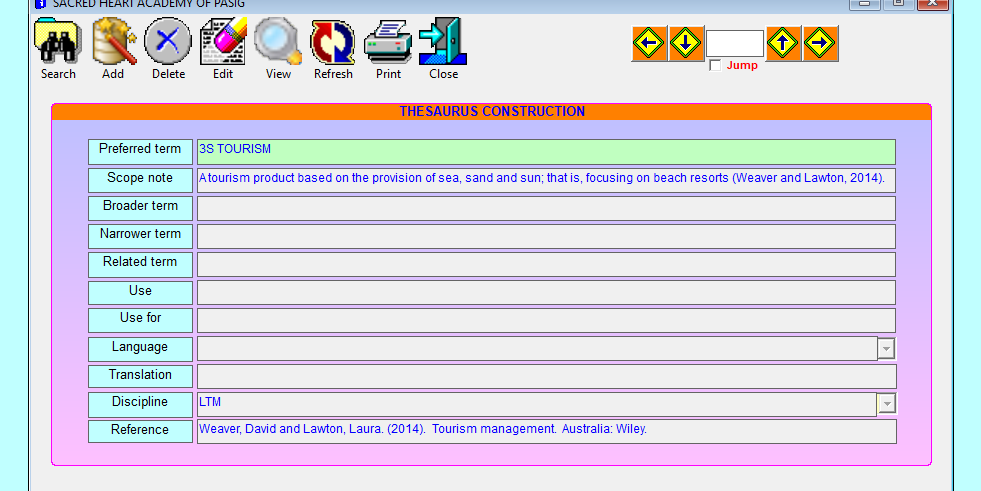 SACRED HEART ACADEMY OF PASIG
Search Add Delete Edit View Refresh Print Close
Jump
THESAURUS CONSTRUCTION
Preferred term 3S TOURISM
Scope note A tourism product based on the provision of sea, sand and sun; that is, focusing on beach resorts (Weaver and Lawton, 2014).
Broader term
Narrower term
Related term
Use
Use for
Language
Translation
Discipline LTM
Reference Weaver, David and Lawton, Laura. (2014). Tourism management. Australia: Wiley.